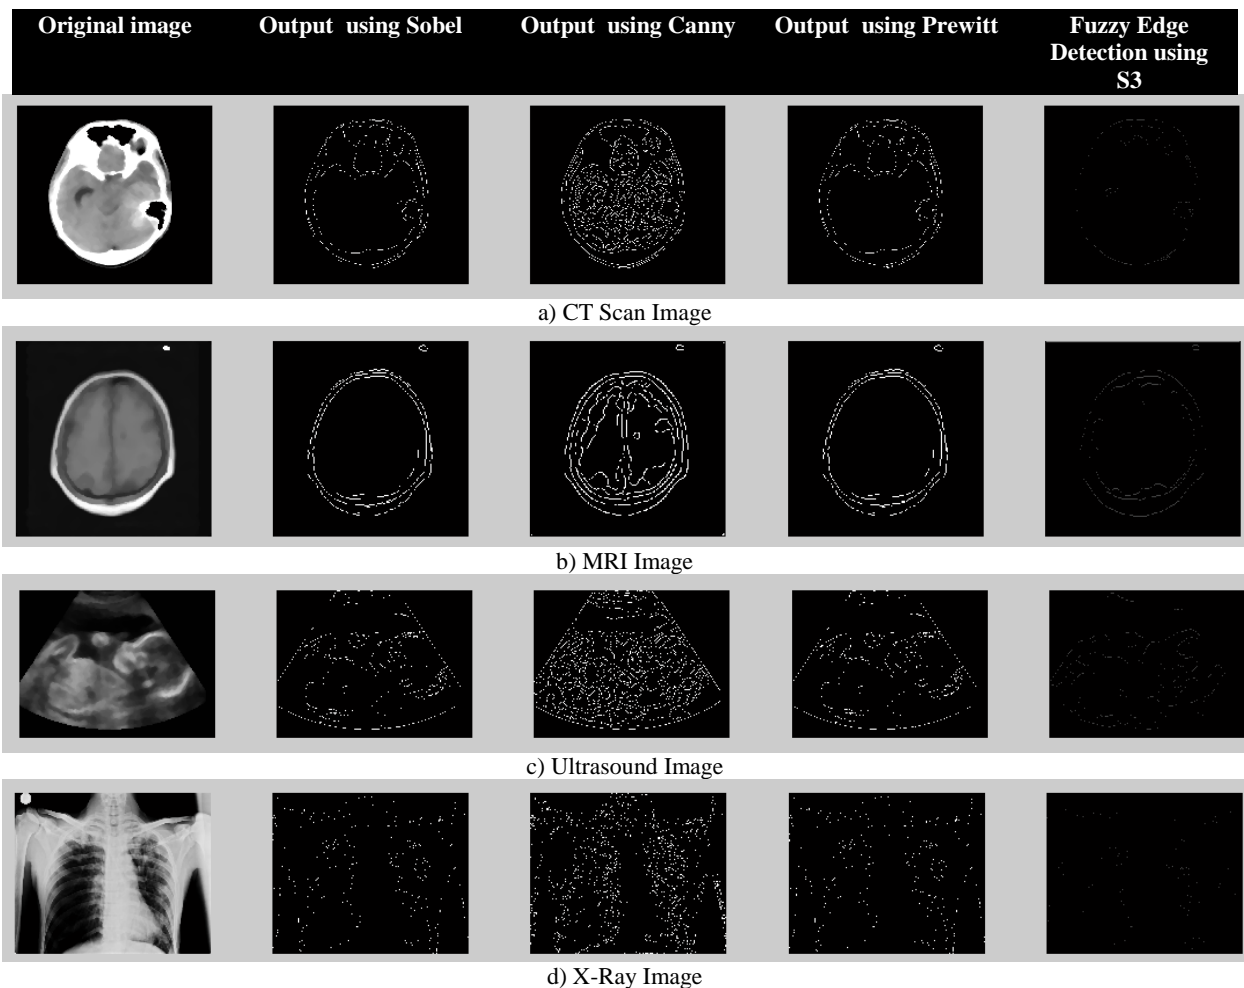 Original image
Output using Sobel
Output using Canny
Output using Prewitt
Fuzzy Edge
Detection using
S3
a) CT Scan Image
b) MRI Image
c) Ultrasound Image
d) X-Ray Image